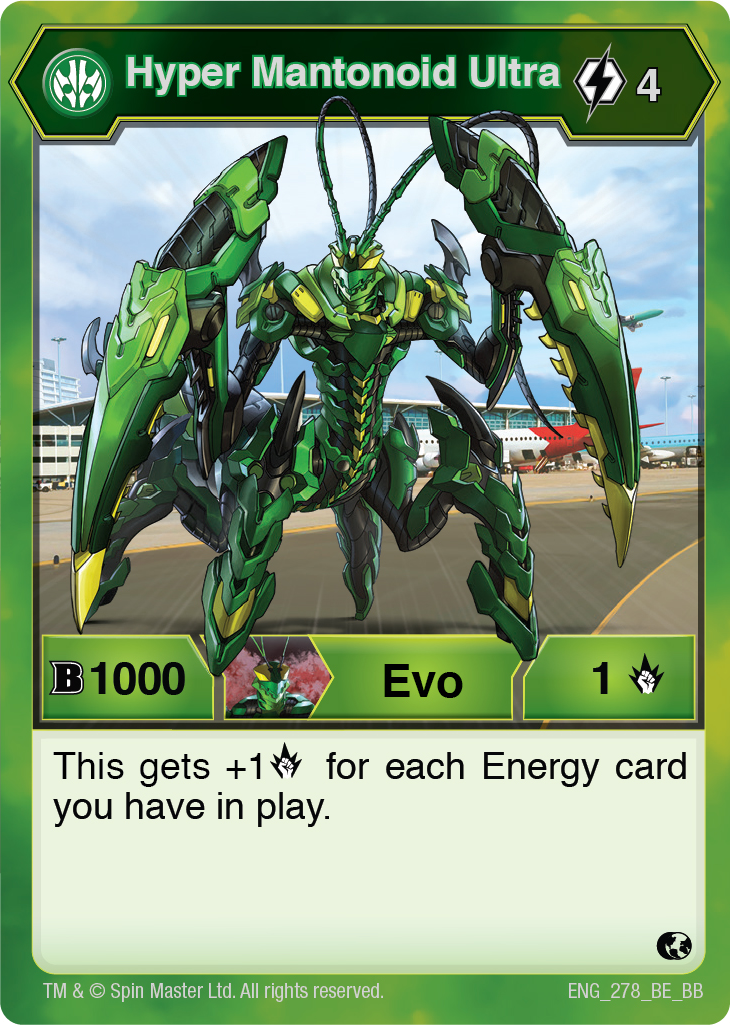 Hyper Mantonoid Ultra 4
B 1000 Evo 1
This gets +1 for each Energy card
you have in play.
TM & © Spin Master Ltd. All rights reserved. ENG_278_BE_BB